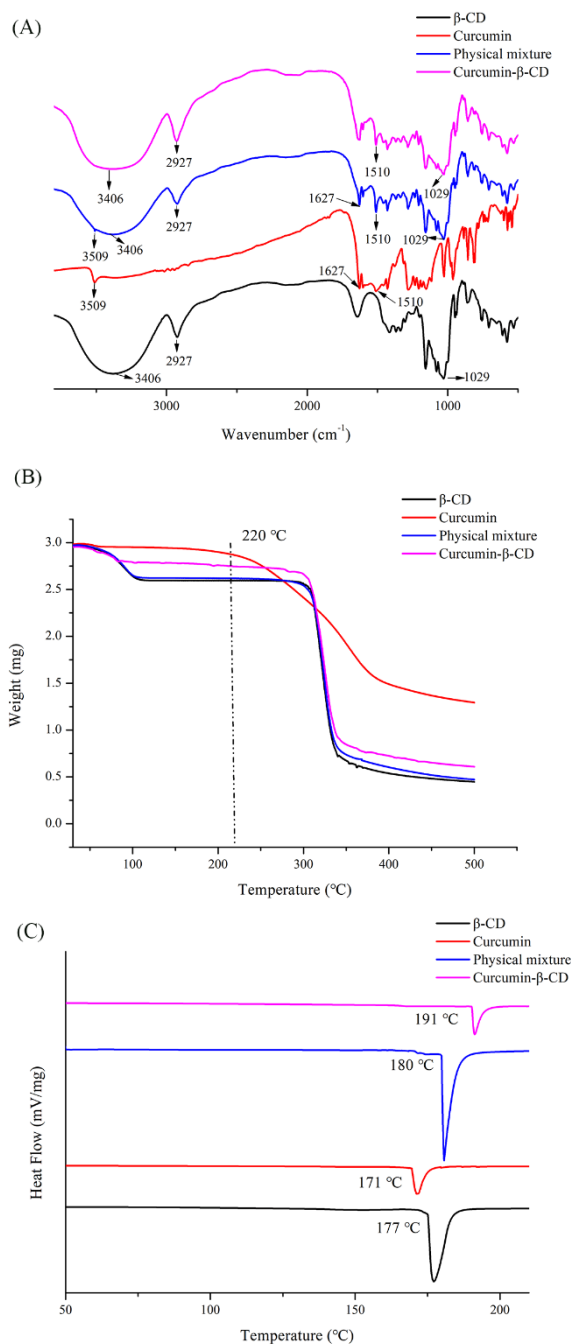 (A)
β-CD
Curcumin
Physical mixture
Curcumin-β-CD
2927
1510
3406
1029
1627
2927
1510
3406
1029
3509
1627
1510
3509
2927
3406
1029
3000
2000
1000
Wavenumber (cm⁻¹)
(B)
β-CD
Curcumin
Physical mixture
Curcumin-β-CD
220 ℃
3.0
2.5
2.0
1.5
1.0
0.5
0.0
Weight (mg)
100
200
300
400
500
Temperature (℃)
(C)
β-CD
Curcumin
Physical mixture
Curcumin-β-CD
191 ℃
180 ℃
171 ℃
177 ℃
Heat Flow (mV/mg)
50
100
150
200
Temperature (℃)